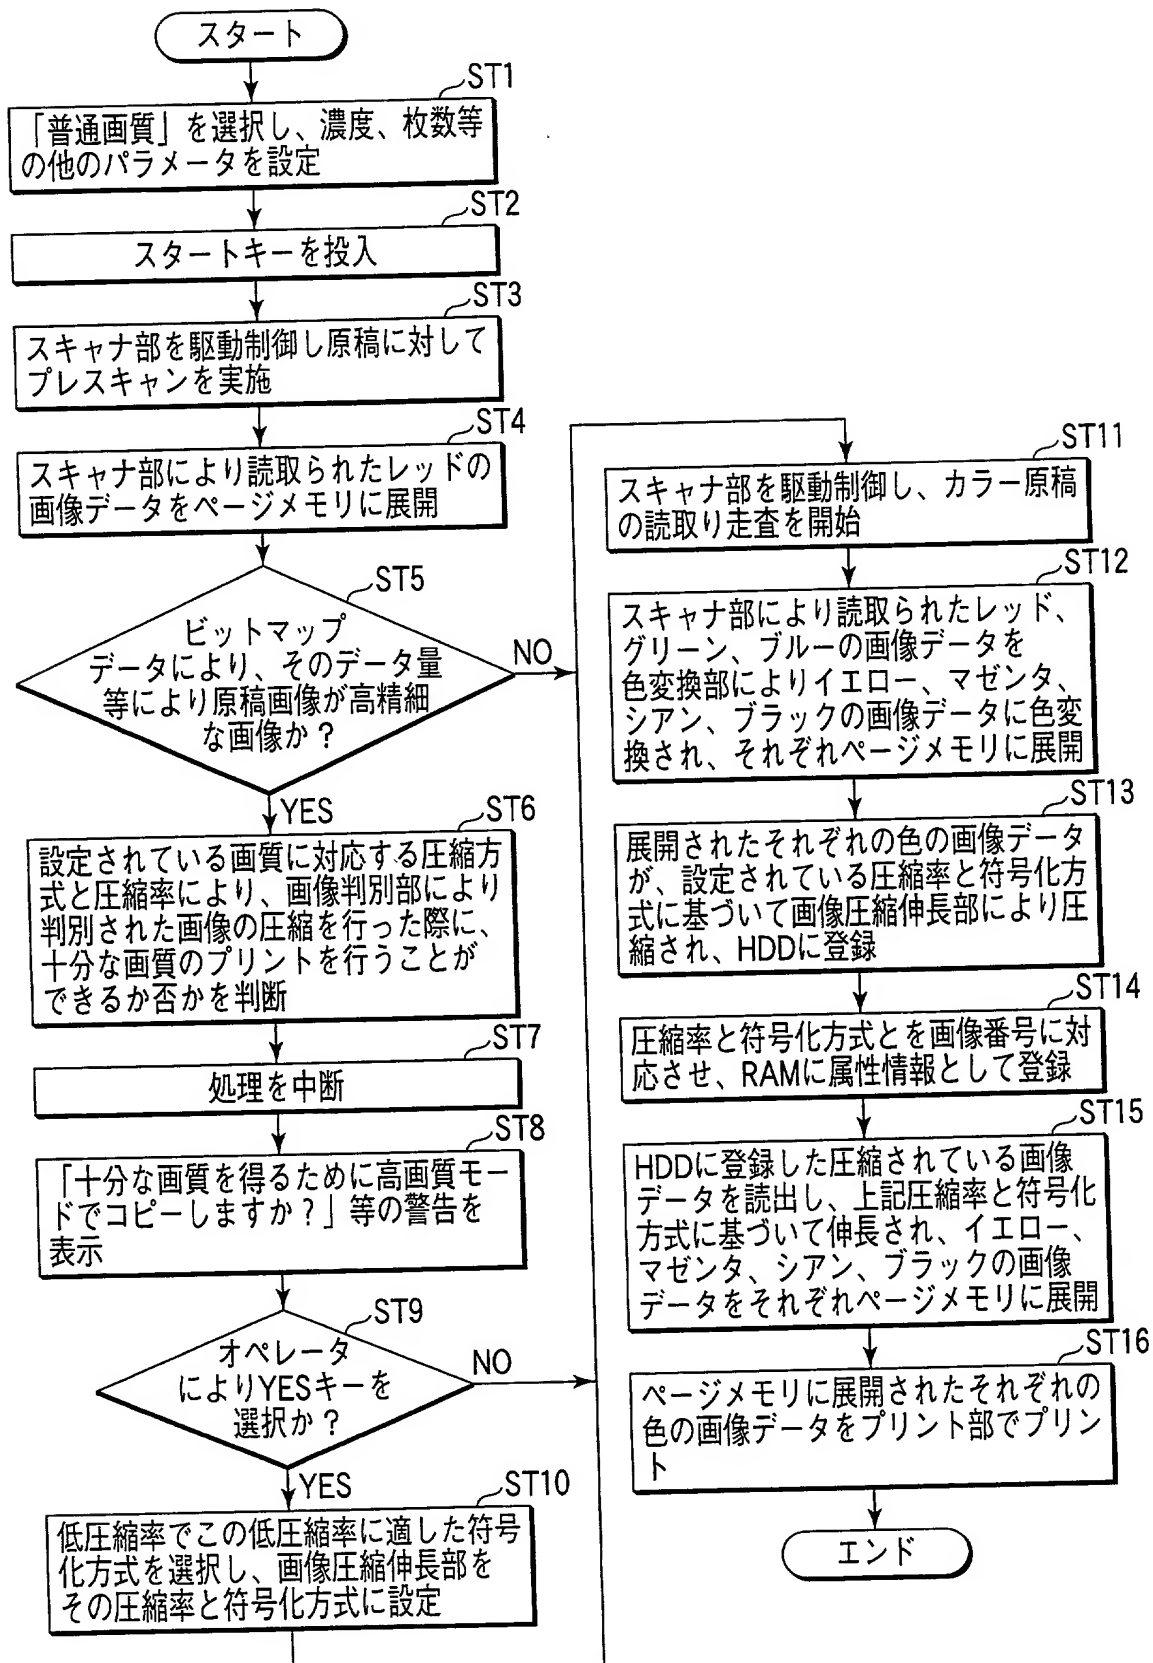 スタート
ST1
「普通画質」を選択し、濃度、枚数等
の他のパラメータを設定
ST2
スタートキーを投入
ST3
スキャナ部を駆動制御し原稿に対して
プレスキャンを実施
ST4
スキャナ部により読取られたレッドの
画像データをページメモリに展開
ST5
ビットマップ
データにより、そのデータ量
等により原稿画像が高精細
な画像か?
NO
YES
ST6
設定されている画質に対応する圧縮方
式と圧縮率により、画像判別部により
判別された画像の圧縮を行った際に、
十分な画質のプリントを行うことが
できるか否かを判断
ST7
処理を中断
ST8
「十分な画質を得るために高画質モー
ドでコピーしますか?」等の警告を
表示
ST9
オペレータ
によりYESキーを
選択か?
NO
YES
ST10
低圧縮率でこの低圧縮率に適した符号
化方式を選択し、画像圧縮伸長部を
その圧縮率と符号化方式に設定
ST11
スキャナ部を駆動制御し、カラー原稿
の読取り走査を開始
ST12
スキャナ部により読取られたレッド、
グリーン、ブルーの画像データを
色変換部によりイエロー、マゼンタ、
シアン、ブラックの画像データに色変
換され、それぞれページメモリに展開
ST13
展開されたそれぞれの色の画像データ
が、設定されている圧縮率と符号化方
式に基づいて画像圧縮伸長部により圧
縮され、HDDに登録
ST14
圧縮率と符号化方式とを画像番号に対
応させ、RAMに属性情報として登録
ST15
HDDに登録した圧縮されている画像
データを読出し、上記圧縮率と符号化
方式に基づいて伸長され、イエロー、
マゼンタ、シアン、ブラックの画像
データをそれぞれページメモリに展開
ST16
ページメモリに展開されたそれぞれの
色の画像データをプリント部でプリン
ト
エンド